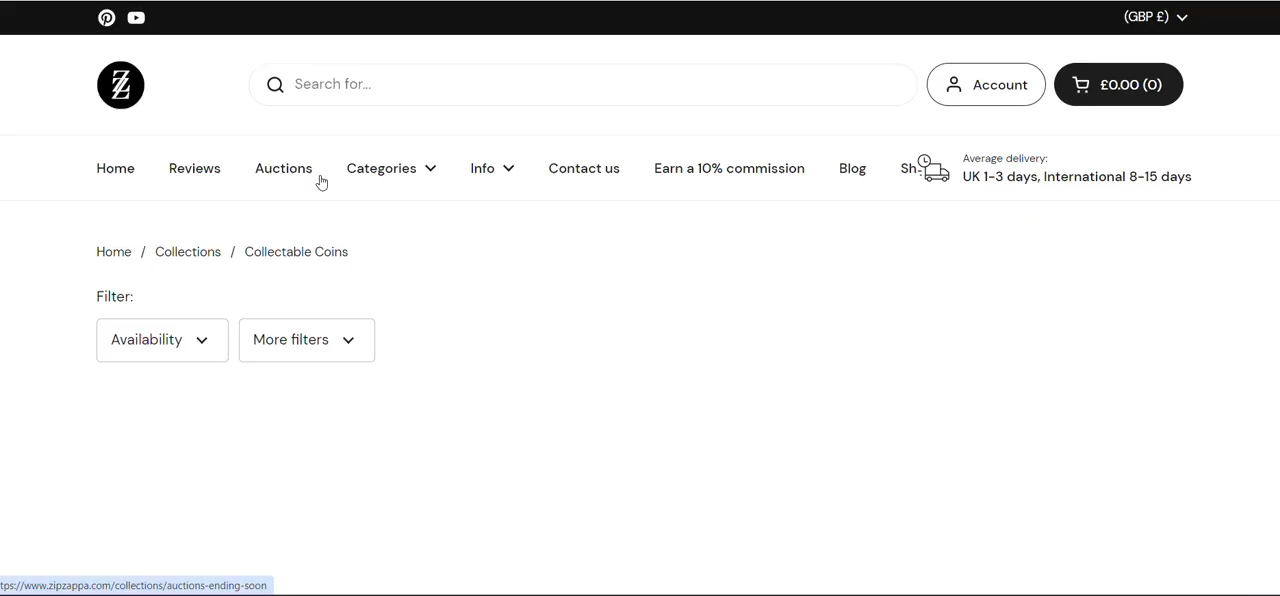 (GBP £)
Search for...
Account
£0.00 (0)
Home
Reviews
Auctions
Categories
Info
Contact us
Earn a 10% commission
Blog
Sh
Average delivery:
UK 1-3 days, International 8-15 days
Home / Collections / Collectable Coins
Filter:
Availability
More filters
tps://www.zipzappa.com/collections/auctions-ending-soon